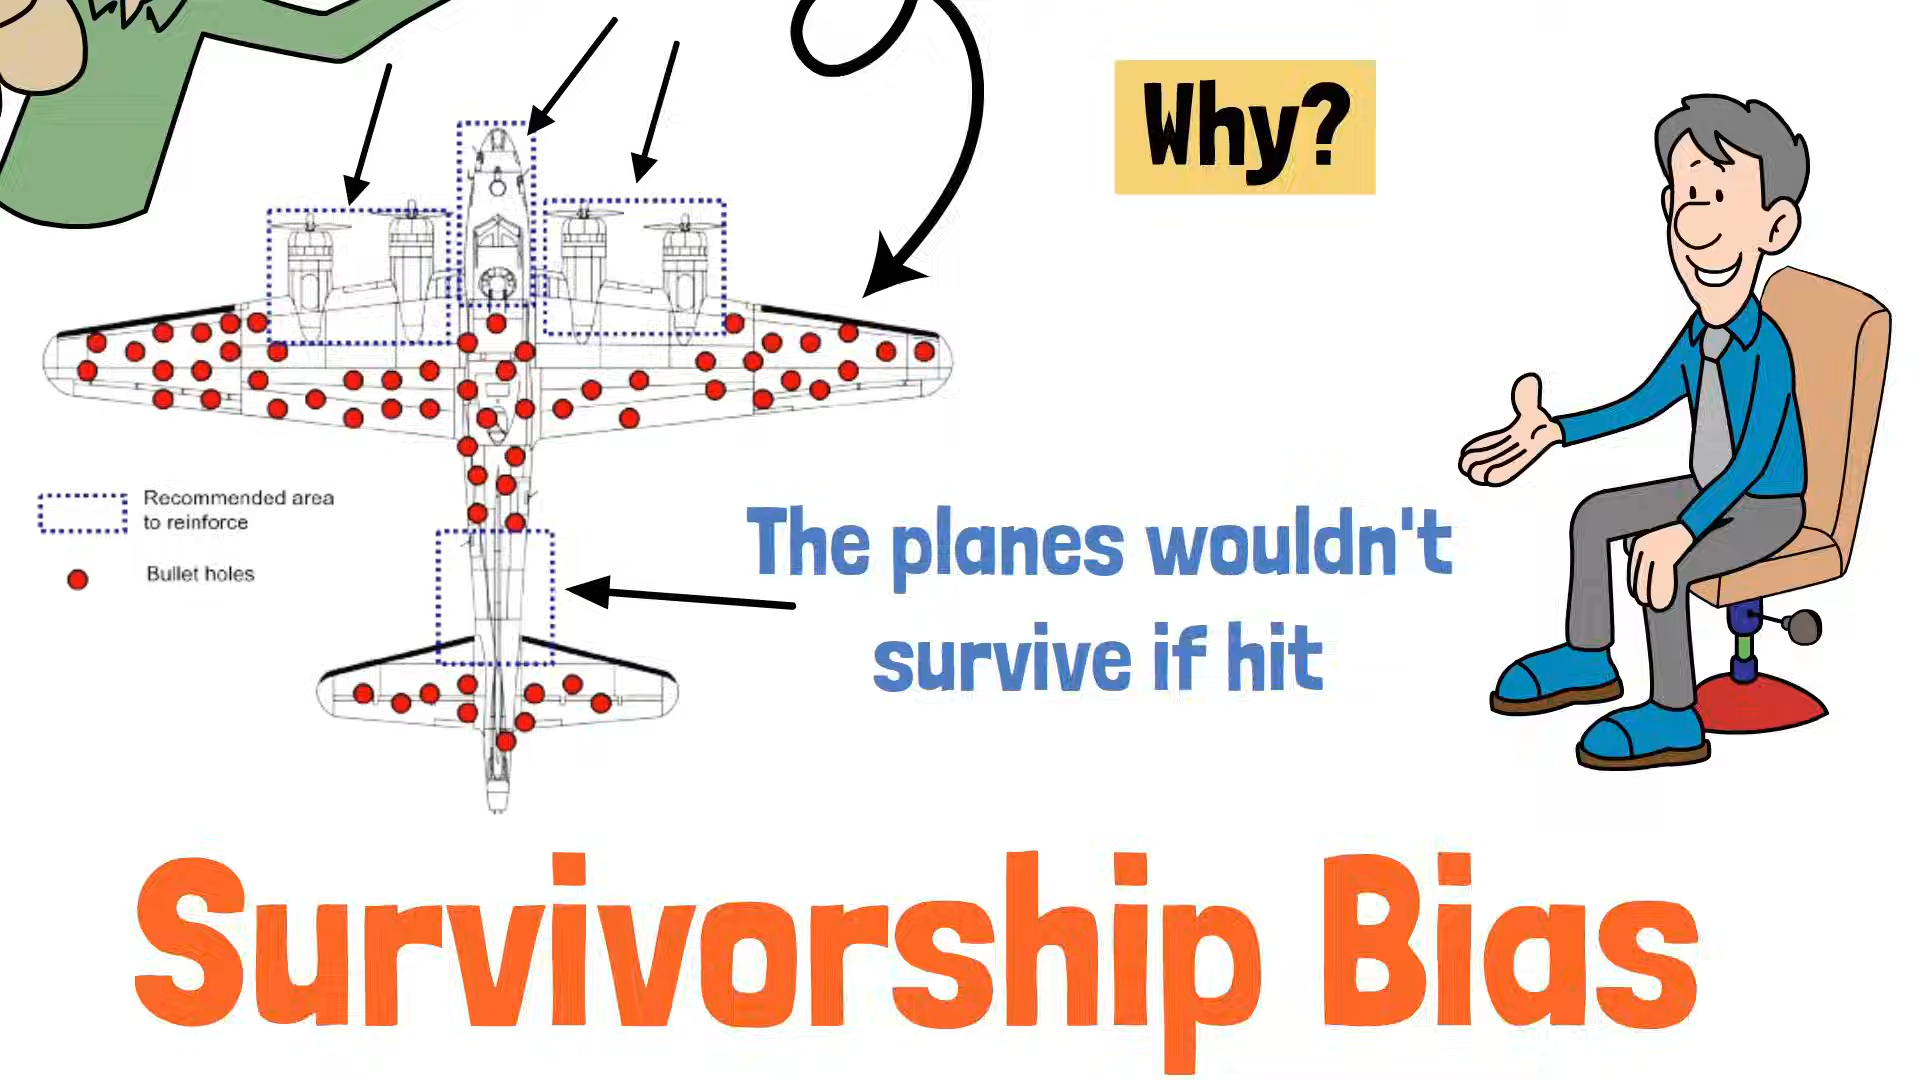 Why?
Recommended area
to reinforce
Bullet holes
The planes wouldn't
survive if hit
Survivorship Bias